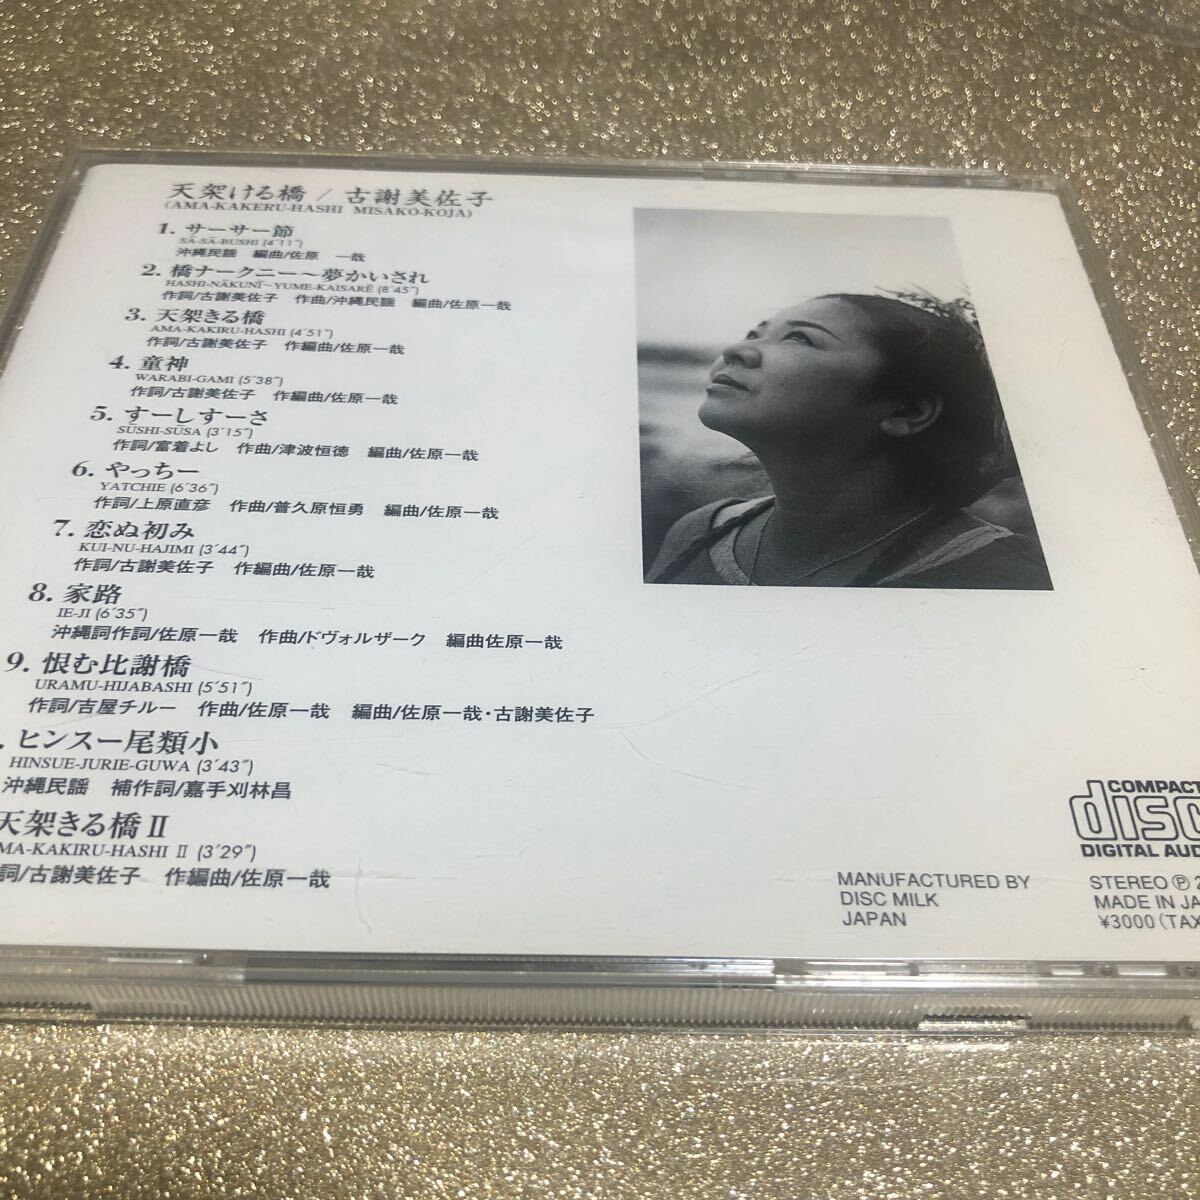 天架ける橋 / 古謝美佐子
(AMA-KAKERU-HASHI MISAKO-KOJA)
1. サーサー節
SĀ-SĀ-BUSHI (4′11″)
沖縄民謡 編曲/佐原 一哉
2. 橋ナークニー〜夢かいされ
HASHI-NĀKUNĪ〜YUME-KAISARĒ (8′45″)
作詞/古謝美佐子 作曲/沖縄民謡 編曲/佐原一哉
3. 天架きる橋
AMA-KAKIRU-HASHI (4′51″)
作詞/古謝美佐子 作編曲/佐原一哉
4. 童神
WARABI-GAMI (5′38″)
作詞/古謝美佐子 作編曲/佐原一哉
5. すーしすーさ
SŪSHI-SŪSA (3′15″)
作詞/富着よし 作曲/津波恒徳 編曲/佐原一哉
6. やっちー
YATCHIE (6′36″)
作詞/上原直彦 作曲/普久原恒勇 編曲/佐原一哉
7. 恋ぬ初み
KUI-NU-HAJIMI (3′44″)
作詞/古謝美佐子 作編曲/佐原一哉
8. 家路
IE-JI (6′35″)
沖縄詞作詞/佐原一哉 作曲/ドヴォルザーク 編曲佐原一哉
9. 恨む比謝橋
URAMU-HIJABASHI (5′51″)
作詞/吉屋チルー 作曲/佐原一哉 編曲/佐原一哉・古謝美佐子
. ヒンスー尾類小
HINSUE-JURIE-GUWA (3′43″)
沖縄民謡 補作詞/嘉手刈林昌
天架きる橋 II
MA-KAKIRU-HASHI II (3′29″)
詞/古謝美佐子 作編曲/佐原一哉
COMPACT
disc
DIGITAL AUD
MANUFACTURED BY
DISC MILK
JAPAN
STEREO Ⓟ 2
MADE IN JA
¥3000(TAX